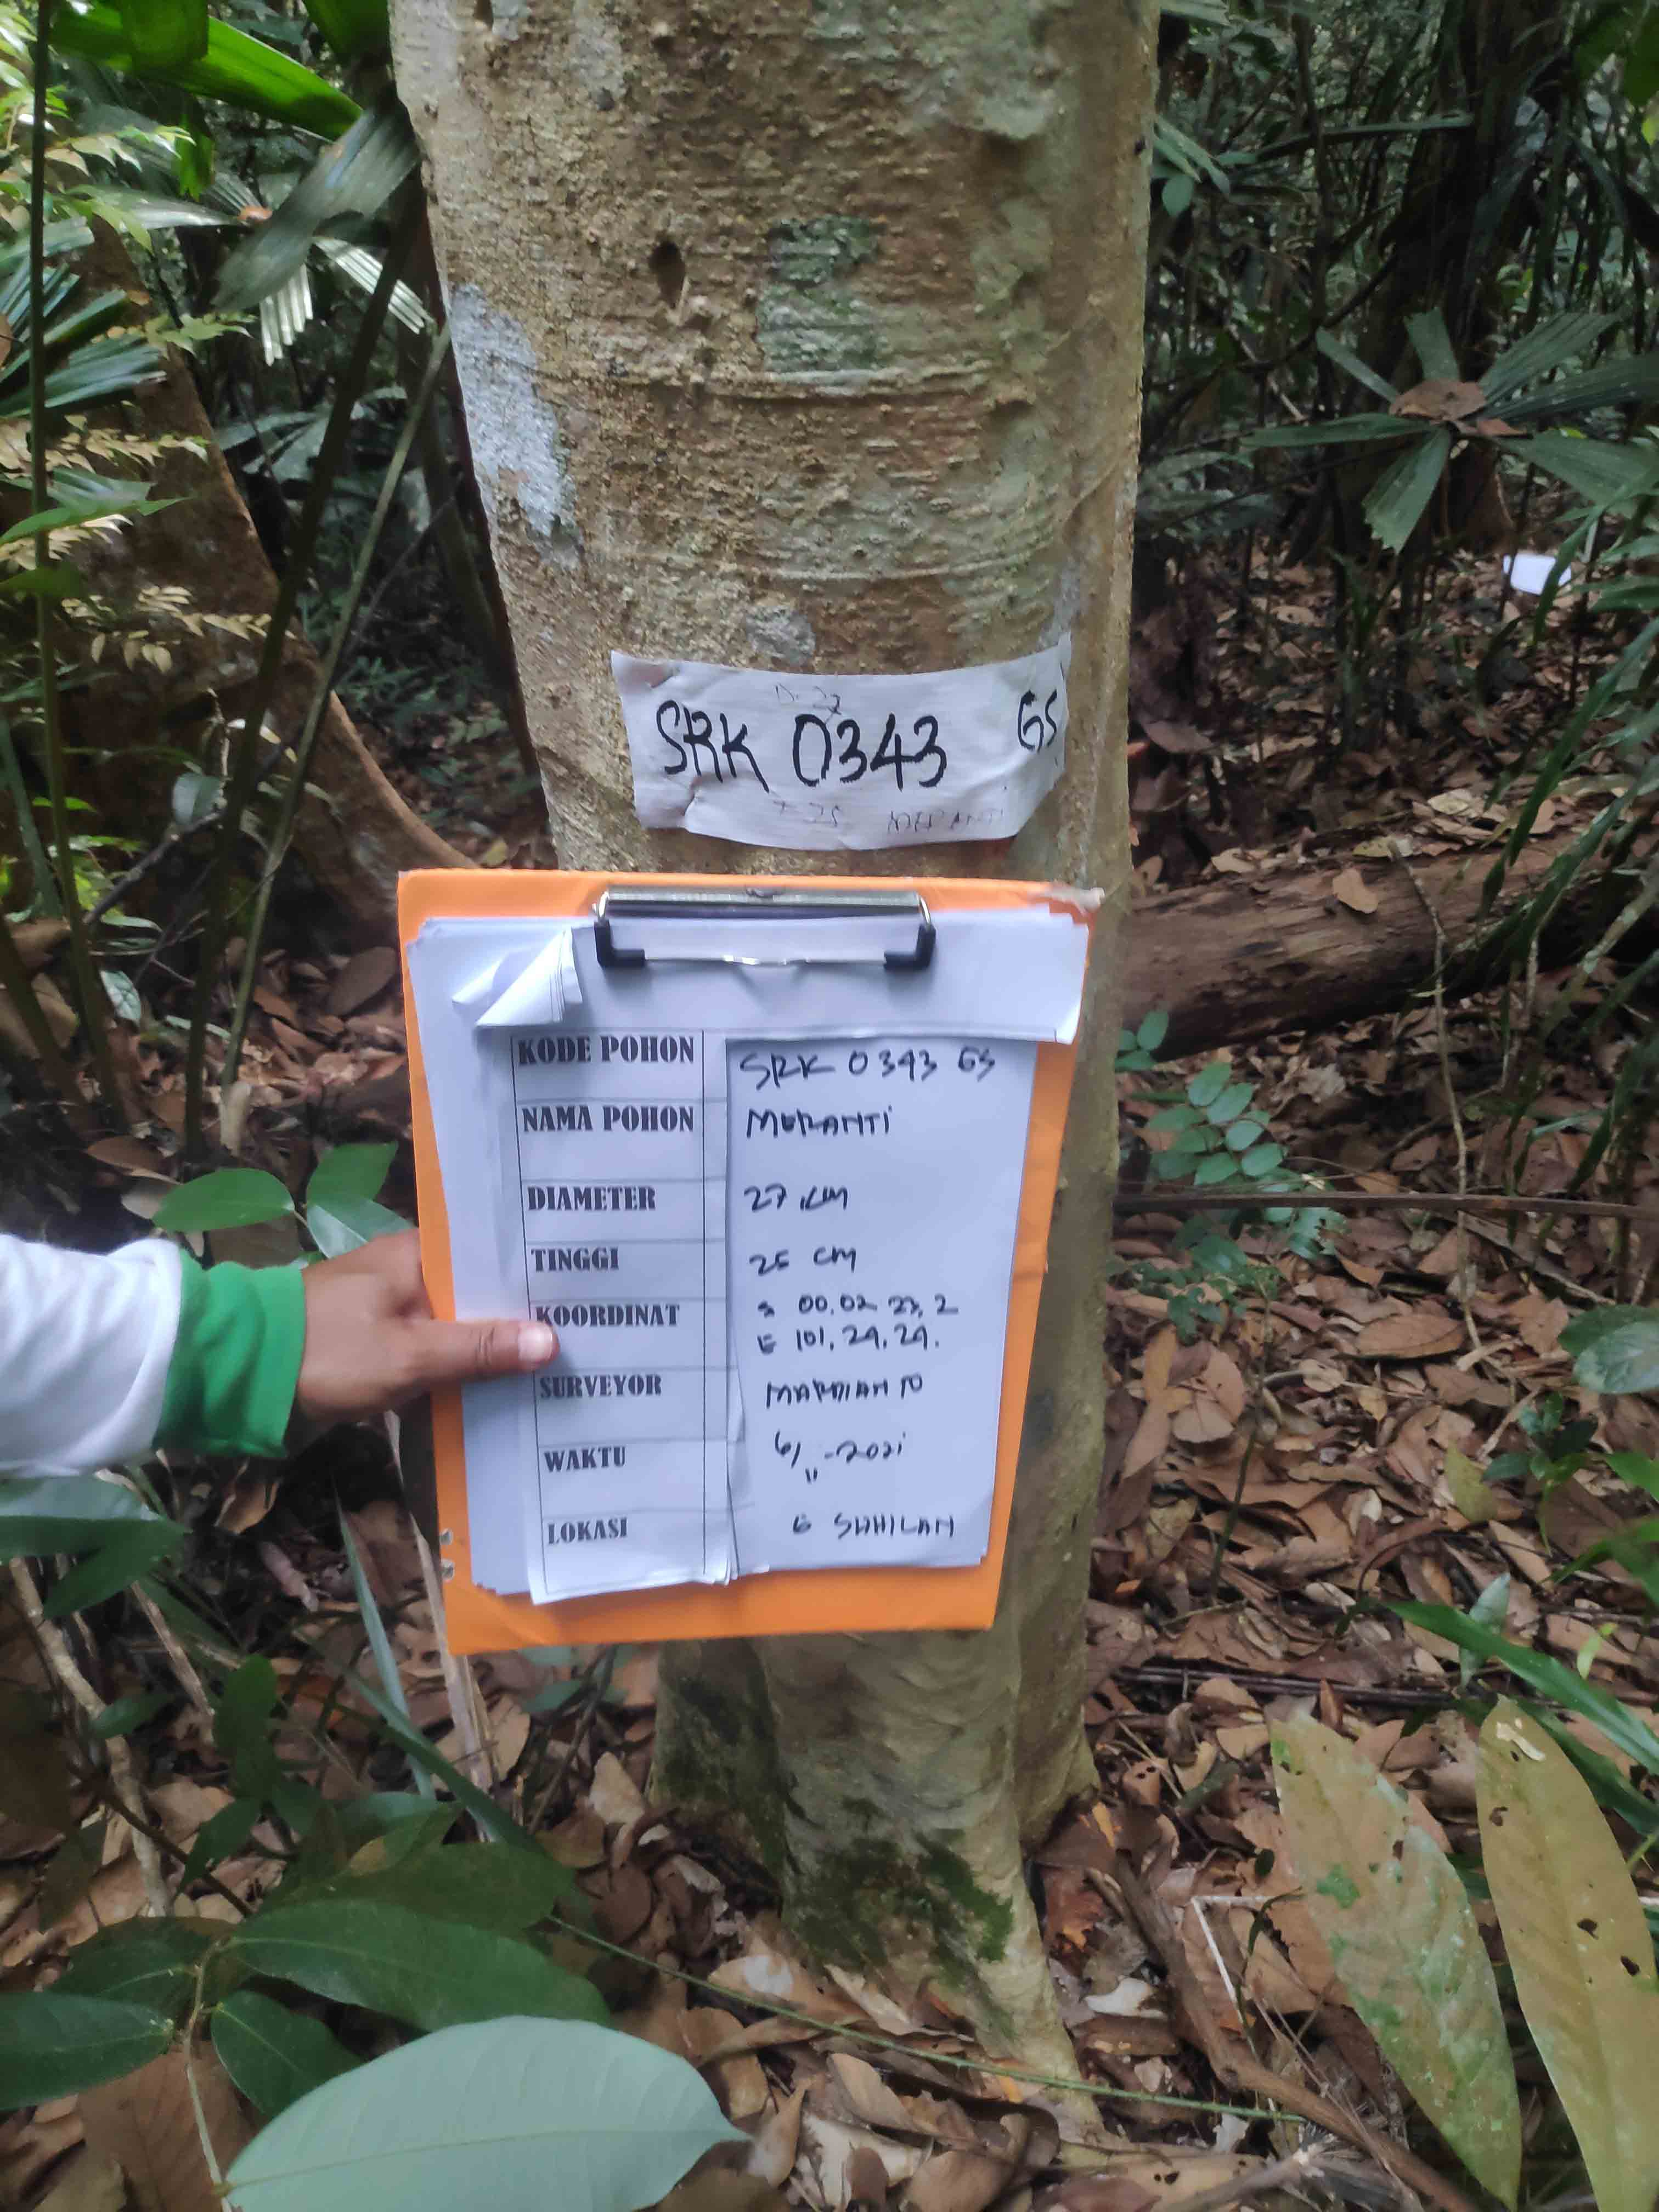 D. 27
SRK 0343 GS
T 25 MERANTI
KODE POHON SRK 0343 GS
NAMA POHON MERANTI
DIAMETER 27 CM
TINGGI 25 CM
KOORDINAT S 00.02 23.2
E 101.29.29.
SURVEYOR MARDIANTO
WAKTU 6/11-2021
LOKASI G SAHILAN